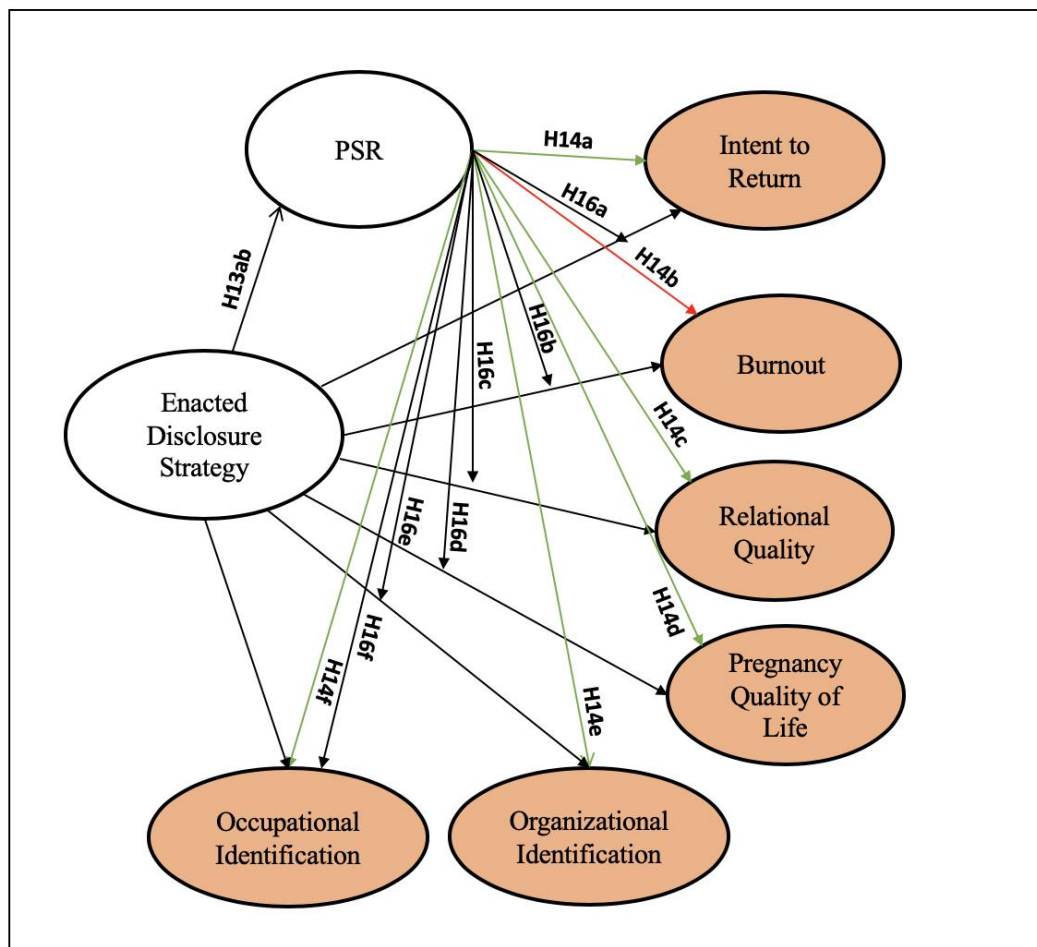 PSR
H14a
Intent to
Return
H16a
H14b
H13ab
H16b
Burnout
H16c
Enacted
Disclosure
Strategy
H14c
H16e
H16d
Relational
Quality
H16f
H14d
H14f
H14e
Pregnancy
Quality of
Life
Occupational
Identification
Organizational
Identification